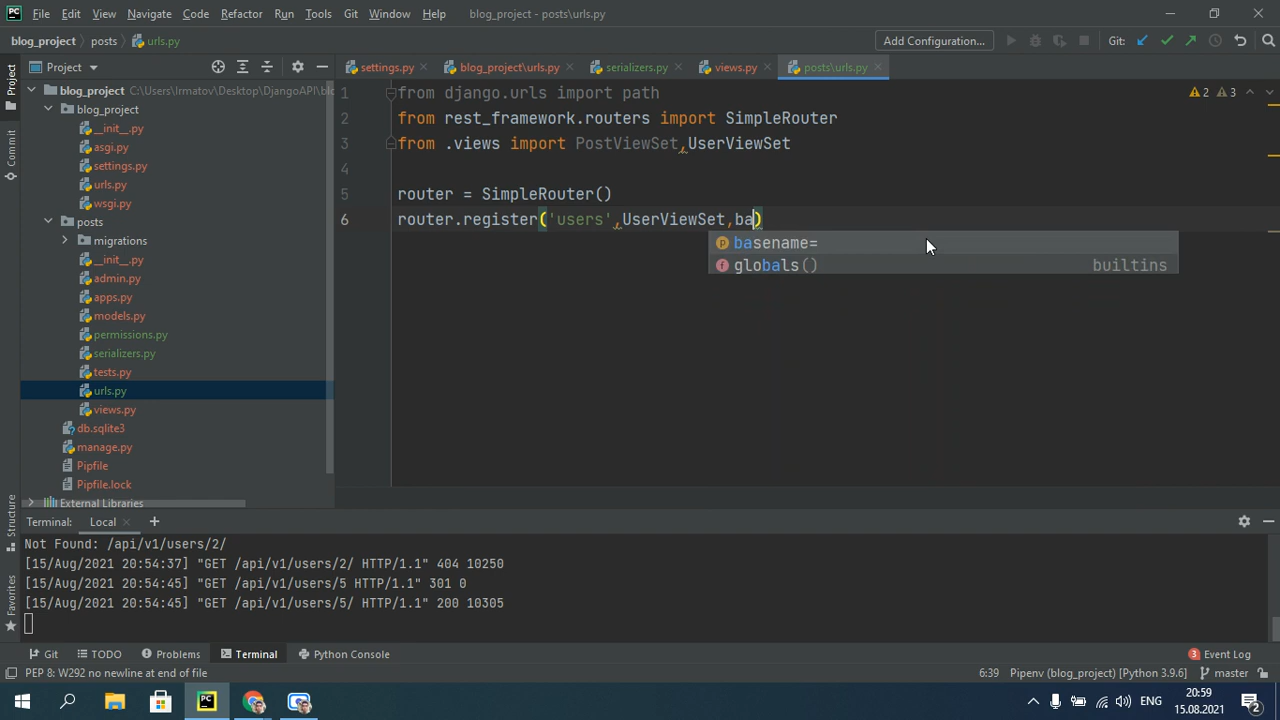 File Edit View Navigate Code Refactor Run Tools Git Window Help blog_project - posts\urls.py
blog_project posts urls.py Add Configuration... Git:
Project settings.py blog_project\urls.py serializers.py views.py posts\urls.py
blog_project C:\Users\Irmatov\Desktop\DjangoAPI\blo
blog_project
__init__.py
asgi.py
settings.py
urls.py
wsgi.py
posts
migrations
__init__.py
admin.py
apps.py
models.py
permissions.py
serializers.py
tests.py
urls.py
views.py
db.sqlite3
manage.py
Pipfile
Pipfile.lock
External Libraries
1 from django.urls import path
2 from rest_framework.routers import SimpleRouter
3 from .views import PostViewSet,UserViewSet
4
5 router = SimpleRouter()
6 router.register('users',UserViewSet,ba)
2 3
p basename=
f globals() builtins
Project
Commit
Structure
Favorites
Terminal: Local
Not Found: /api/v1/users/2/
[15/Aug/2021 20:54:37] "GET /api/v1/users/2/ HTTP/1.1" 404 10250
[15/Aug/2021 20:54:45] "GET /api/v1/users/5 HTTP/1.1" 301 0
[15/Aug/2021 20:54:45] "GET /api/v1/users/5/ HTTP/1.1" 200 10305
Git TODO Problems Terminal Python Console 3 Event Log
PEP 8: W292 no newline at end of file 6:39 Pipenv (blog_project) [Python 3.9.6] master
ENG 20:59
15.08.2021 2